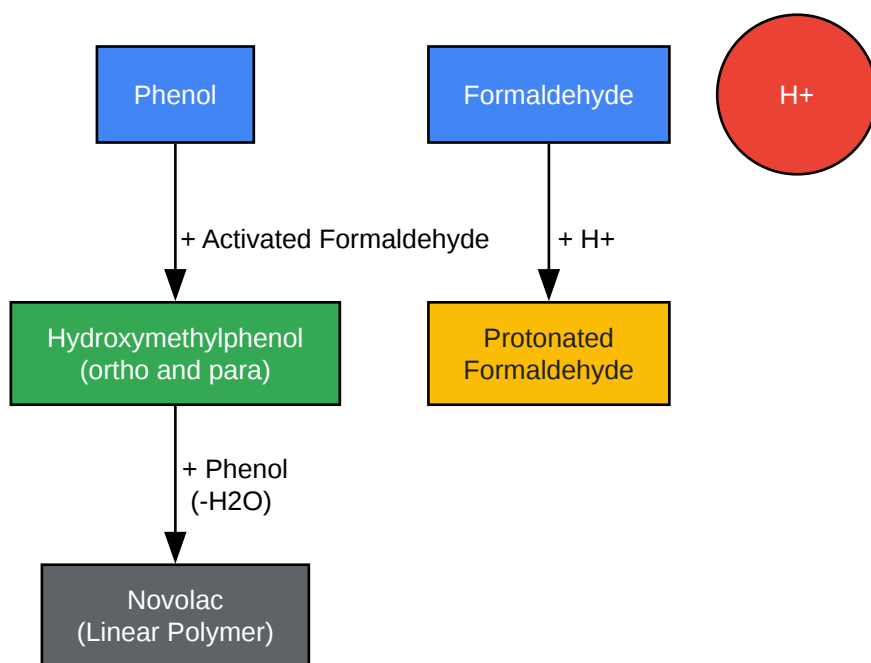 Phenol
Formaldehyde
H+
+ Activated Formaldehyde
+ H+
Hydroxymethylphenol
(ortho and para)
Protonated
Formaldehyde
+ Phenol
(-H2O)
Novolac
(Linear Polymer)